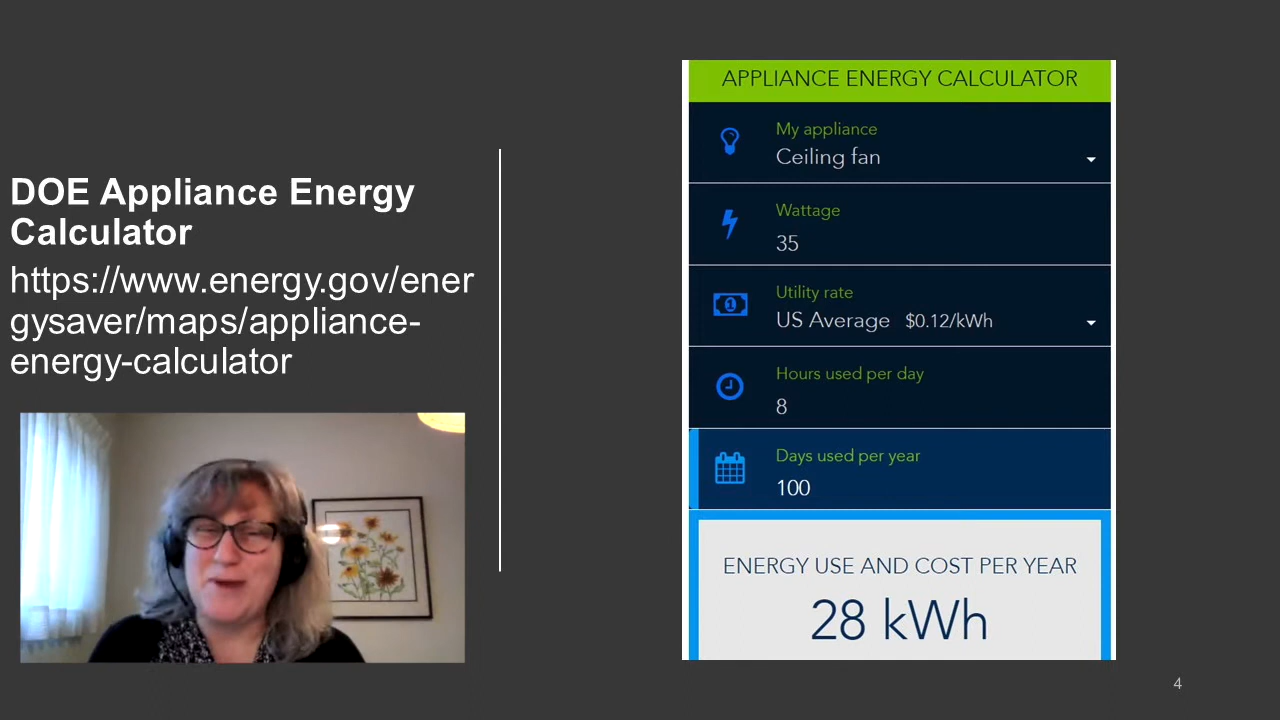 DOE Appliance Energy
Calculator
https://www.energy.gov/ener
gysaver/maps/appliance-
energy-calculator
APPLIANCE ENERGY CALCULATOR
My appliance
Ceiling fan
Wattage
35
Utility rate
US Average $0.12/kWh
Hours used per day
8
Days used per year
100
ENERGY USE AND COST PER YEAR
28 kWh
4